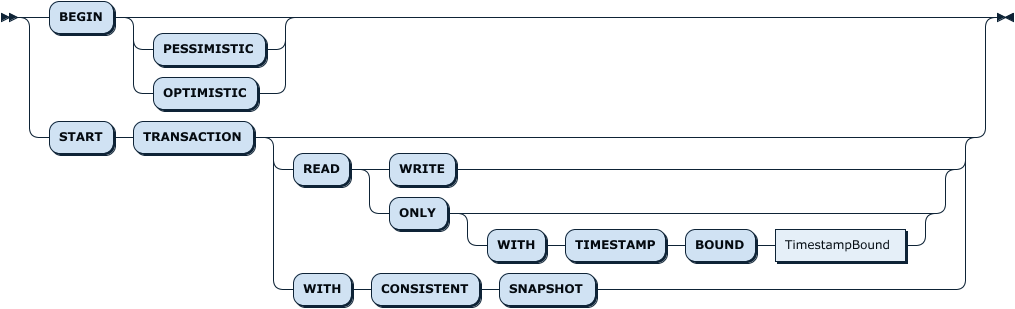 BEGIN
PESSIMISTIC
OPTIMISTIC
START TRANSACTION
READ WRITE
ONLY
WITH TIMESTAMP BOUND TimestampBound
WITH CONSISTENT SNAPSHOT